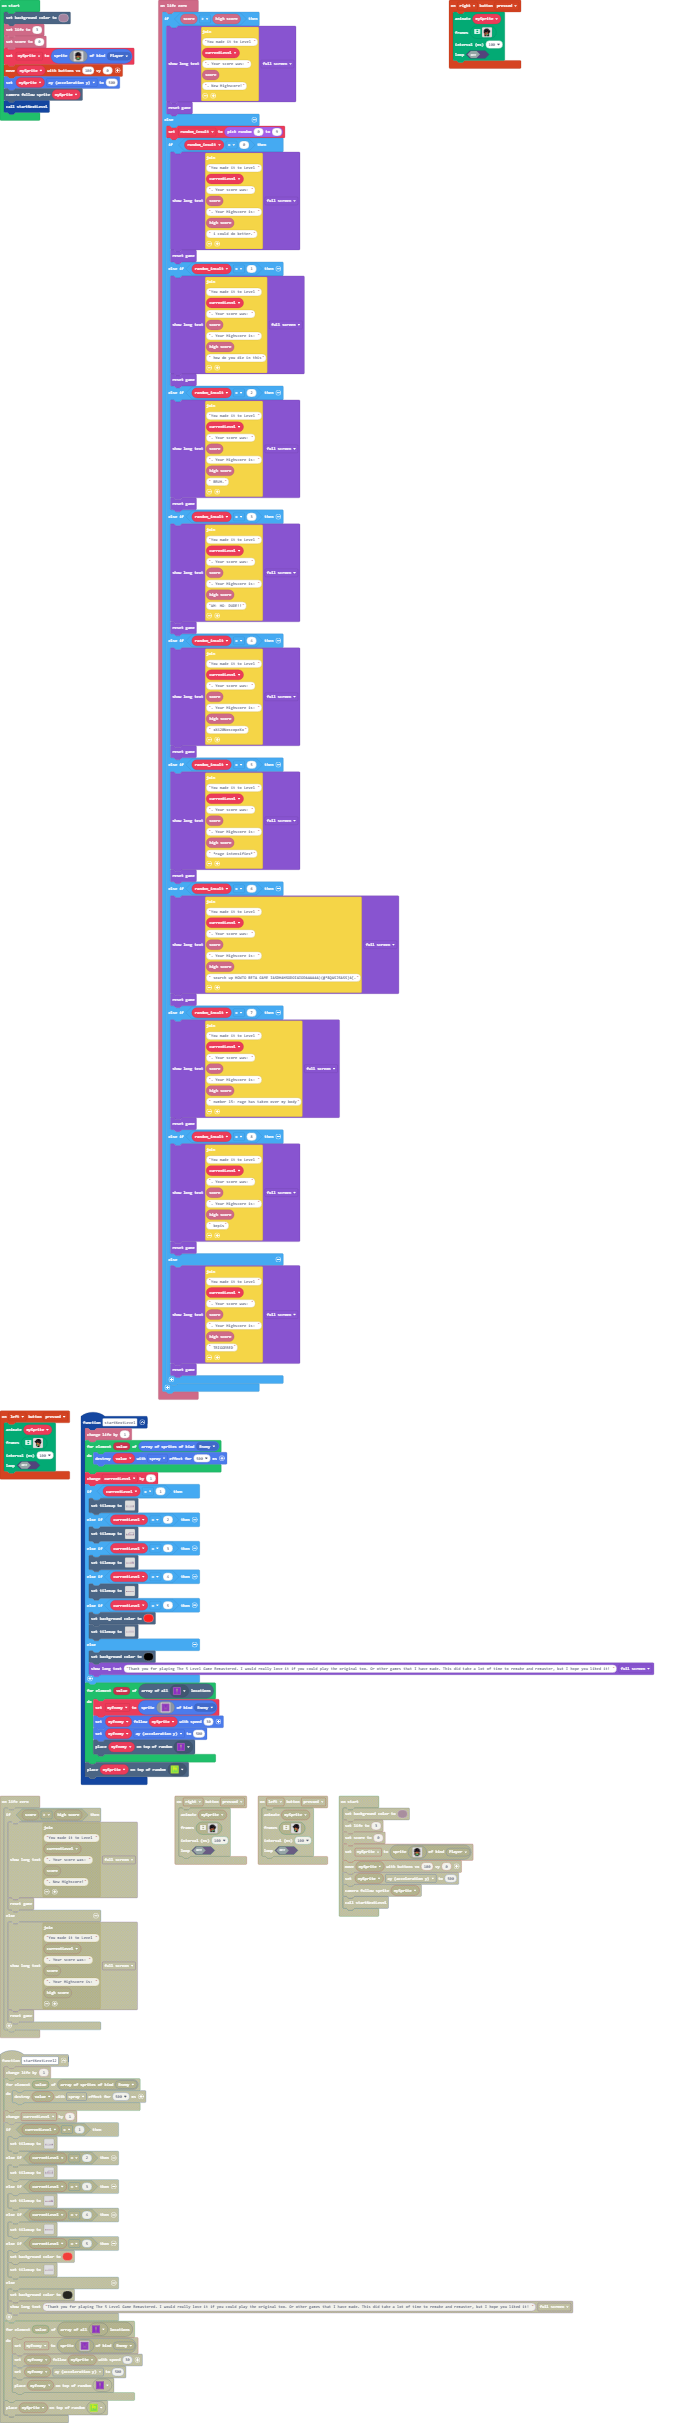 on start
set background color to
set life to
set score to
set mySprite to sprite of kind Player
move mySprite with buttons vx 100 vy 0
set mySprite ay (acceleration y) to 500
camera follow sprite mySprite
call startNextLevel
on life zero
if score > high score then
show long text join full screen
"You made it to Level "
currentLevel
". Your score was: "
score
". New Highscore!"
reset game
else
set random_insult to pick random 0 to
if random_insult = 0 then
show long text join full screen
"You made it to Level "
currentLevel
". Your score was: "
score
". Your Highscore is: "
high score
" i could do better."
reset game
else if random_insult = 1 then
show long text join full screen
"You made it to Level "
currentLevel
". Your score was: "
score
". Your Highscore is: "
high score
" how do you die in this"
reset game
else if random_insult = 2 then
show long text join full screen
"You made it to Level "
currentLevel
". Your score was: "
score
". Your Highscore is: "
high score
" BRUH."
reset game
else if random_insult = 3 then
show long text join full screen
"You made it to Level "
currentLevel
". Your score was: "
score
". Your Highscore is: "
high score
reset game
else if random_insult = 4 then
show long text join full screen
"You made it to Level "
currentLevel
". Your score was: "
score
". Your Highscore is: "
high score
reset game
else if random_insult = 5 then
show long text join full screen
"You made it to Level "
currentLevel
". Your score was: "
score
". Your Highscore is: "
high score
"*rage intensifies*"
reset game
else if random_insult = 6 then
show long text join full screen
"You made it to Level "
currentLevel
". Your score was: "
score
". Your Highscore is: "
high score
reset game
else if random_insult = 7 then
show long text join full screen
"You made it to Level "
currentLevel
". Your score was: "
score
". Your Highscore is: "
high score
"number 15: rage has taken over my body"
reset game
else if random_insult = 8 then
show long text join full screen
"You made it to Level "
currentLevel
". Your score was: "
score
". Your Highscore is: "
high score
reset game
else
show long text join full screen
"You made it to Level "
currentLevel
". Your score was: "
score
". Your Highscore is: "
high score
" TRIGGERED"
reset game
on right button pressed
animate mySprite
frames
interval (ms) 100
loop
on left button pressed
animate mySprite
frames
interval (ms) 100
loop
function startNextLevel
change life by
for element value of array of sprites of kind Enemy
do destroy value with spray effect for 500 ms
change currentLevel by 1
if currentLevel = 1 then
set tilemap to
else if currentLevel = 2 then
set tilemap to
else if currentLevel = 3 then
set tilemap to
else if currentLevel = 4 then
set tilemap to
else if currentLevel = 5 then
set background color to
set tilemap to
else
set background color to
show long text "Thank you for playing The 5 Level Game Remastered. I would really love it if you could play the original too. Or other games that I have made. This did take a lot of time to remake and remaster, but I hope you liked it!" full screen
for element value of array of all locations
do set myEnemy to sprite of kind Enemy
set myEnemy follow mySprite with speed
set myEnemy ay (acceleration y) to 500
place myEnemy on top of random
place mySprite on top of random
on life zero
if score > high score then
show long text join full screen
"You made it to Level "
currentLevel
". Your score was: "
score
". New Highscore!"
reset game
else
show long text join full screen
"You made it to Level "
currentLevel
". Your score was: "
score
". Your Highscore is: "
high score
reset game
on right button pressed
animate mySprite
frames
interval (ms) 100
loop
on left button pressed
animate mySprite
frames
interval (ms) 100
loop
on start
set background color to
set life to
set score to
set mySprite to sprite of kind Player
move mySprite with buttons vx 100 vy 0
set mySprite ay (acceleration y) to 500
camera follow sprite mySprite
call startNextLevel
function startNextLevel2
change life by
for element value of array of sprites of kind Enemy
do destroy value with spray effect for 500 ms
change currentLevel by 1
if currentLevel = 1 then
set tilemap to
else if currentLevel = 2 then
set tilemap to
else if currentLevel = 3 then
set tilemap to
else if currentLevel = 4 then
set tilemap to
else if currentLevel = 5 then
set background color to
set tilemap to
else
set background color to
show long text "Thank you for playing The 5 Level Game Remastered. I would really love it if you could play the original too. Or other games that I have made. This did take a lot of time to remake and remaster, but I hope you liked it!" full screen
for element value of array of all locations
do set myEnemy to sprite of kind Enemy
set myEnemy follow mySprite with speed
set myEnemy ay (acceleration y) to 500
place myEnemy on top of random
place mySprite on top of random